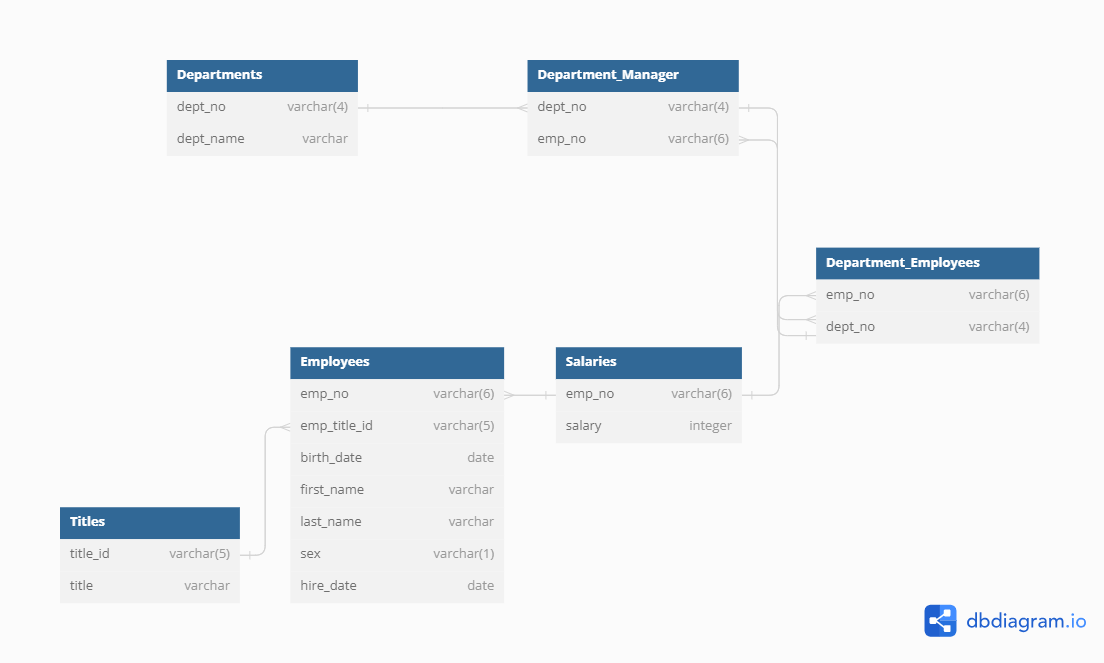 Departments
dept_no varchar(4)
dept_name varchar
Department_Manager
dept_no varchar(4)
emp_no varchar(6)
Department_Employees
emp_no varchar(6)
dept_no varchar(4)
Employees
emp_no varchar(6)
emp_title_id varchar(5)
birth_date date
first_name varchar
last_name varchar
sex varchar(1)
hire_date date
Salaries
emp_no varchar(6)
salary integer
Titles
title_id varchar(5)
title varchar
dbdiagram.io